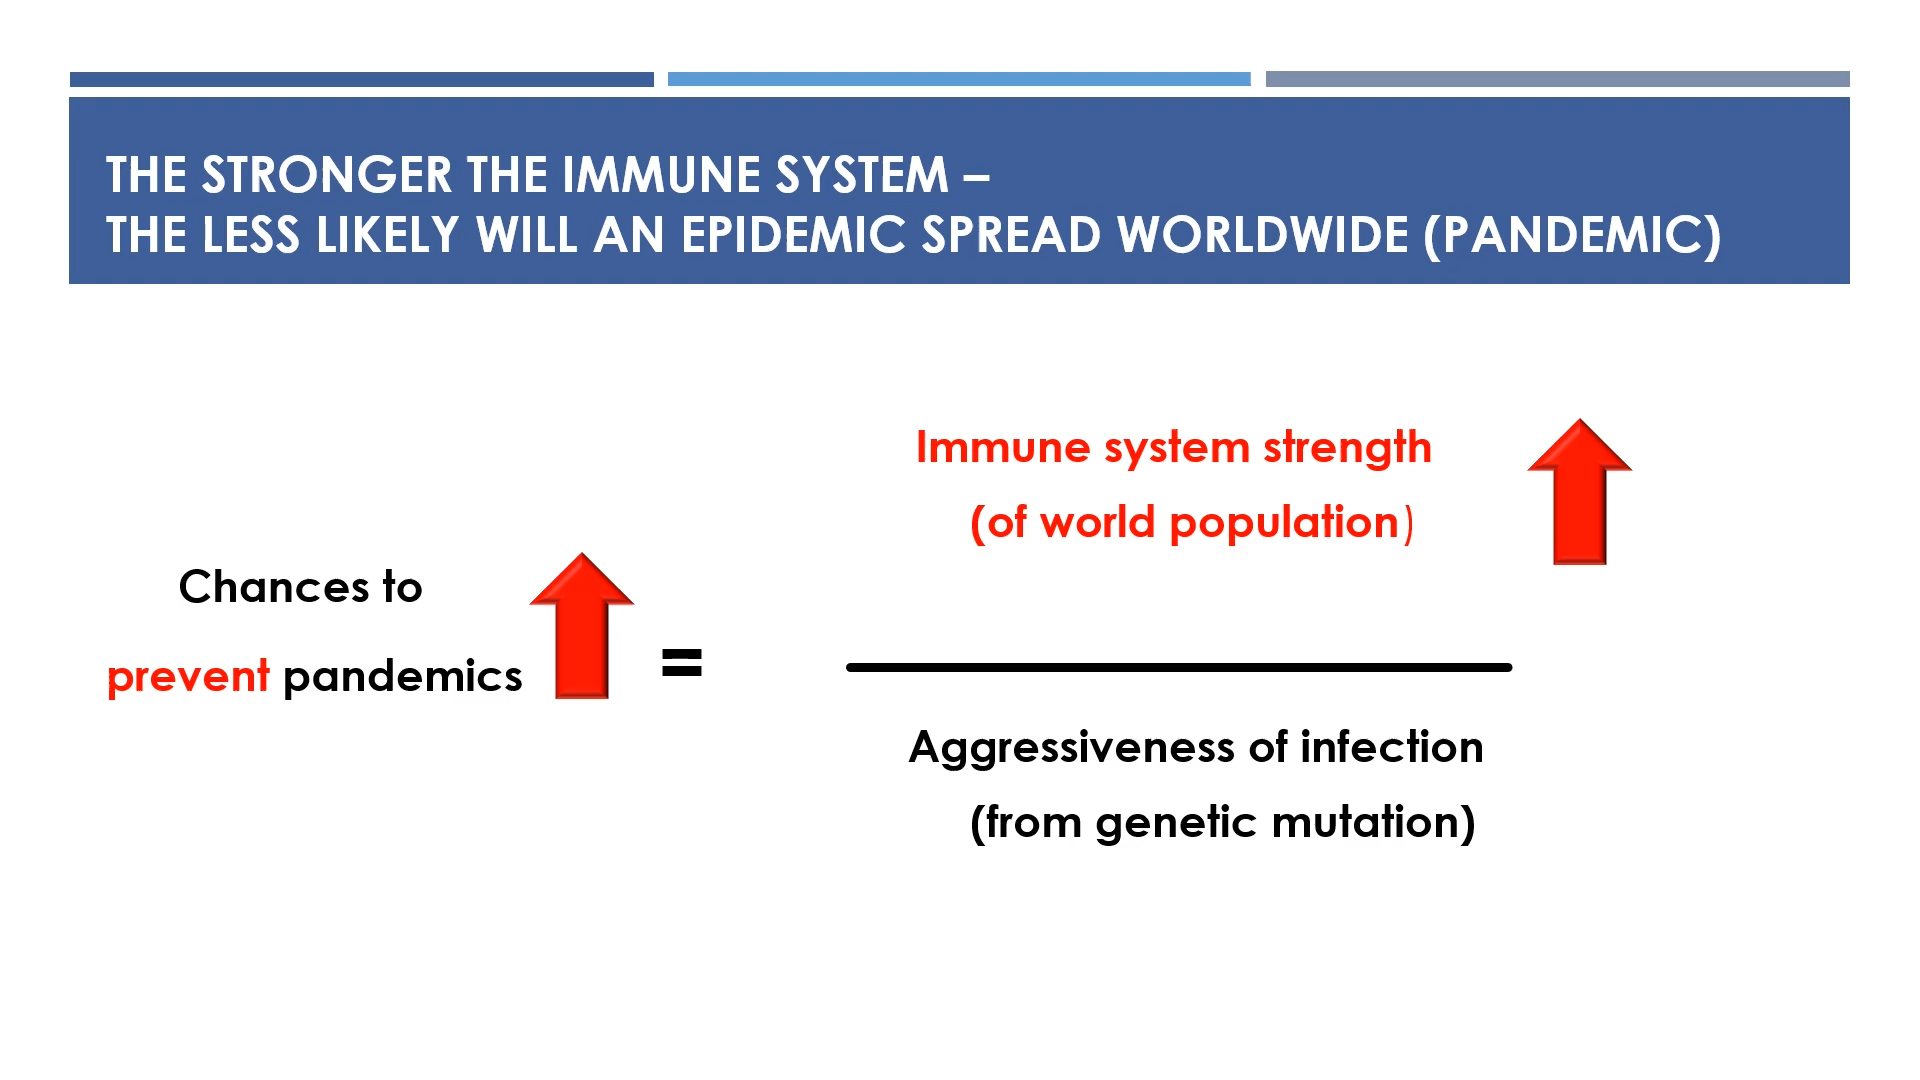 THE STRONGER THE IMMUNE SYSTEM –
THE LESS LIKELY WILL AN EPIDEMIC SPREAD WORLDWIDE (PANDEMIC)
Chances to
prevent pandemics
=
Immune system strength
(of world population)
Aggressiveness of infection
(from genetic mutation)